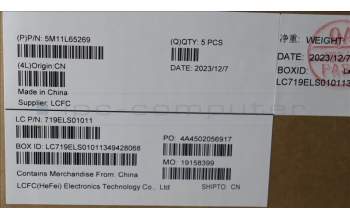 (P)P/N: 5M11L65269
(Q)QTY: 5 PCS
(4L)Origin:CN
DATE: 2023/12/7
Made in China
Supplier: LCFC
净重: WEIGHT
2023/12/7
BOXID:
LC719ELS010113
LC P/N: 719ELS01011
PO: 4A4502056917
BOX ID: LC719ELS01011349428068
MO: 19158399
Contains Merchandise From: China
LCFC(HeFei) Electronics Technology Co., Ltd
SHIPTO: CN